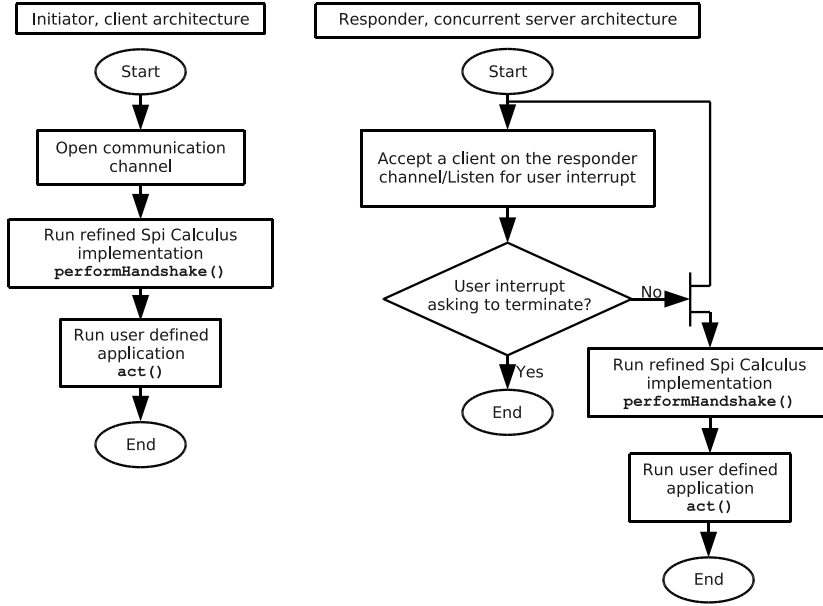 Initiator, client architecture
Start
Open communication
channel
Run refined Spi Calculus
implementation
performHandshake()
Run user defined
application
act()
End
Responder, concurrent server architecture
Start
Accept a client on the responder
channel/Listen for user interrupt
User interrupt
asking to terminate?
No
Yes
End
Run refined Spi Calculus
implementation
performHandshake()
Run user defined
application
act()
End